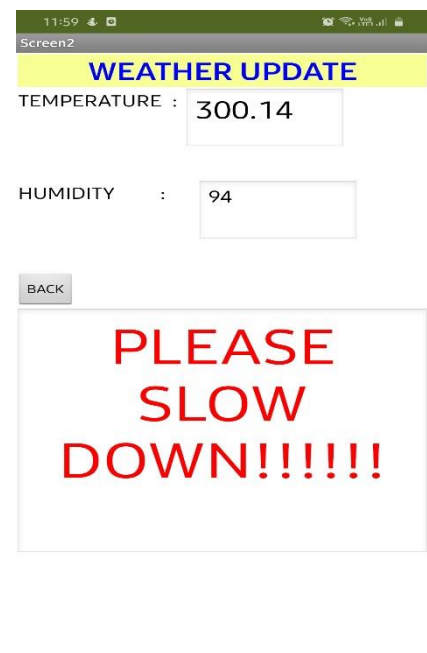 11:59
Screen2
WEATHER UPDATE
TEMPERATURE : 300.14
HUMIDITY : 94
BACK
PLEASE
SLOW
DOWN!!!!!!